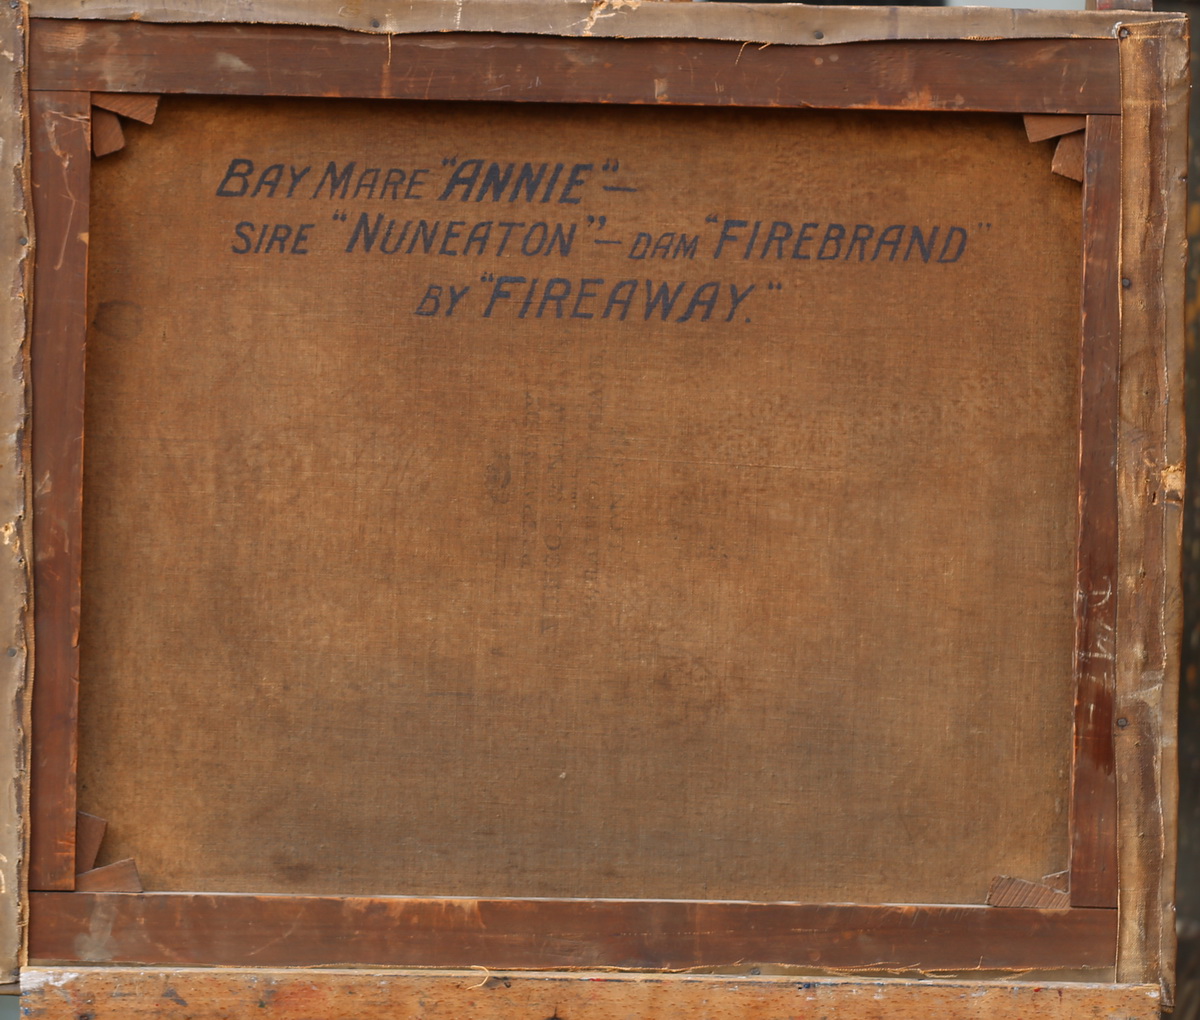 BAY MARE "ANNIE"—
SIRE "NUNEATON"— DAM "FIREBRAND"
BY "FIREAWAY."